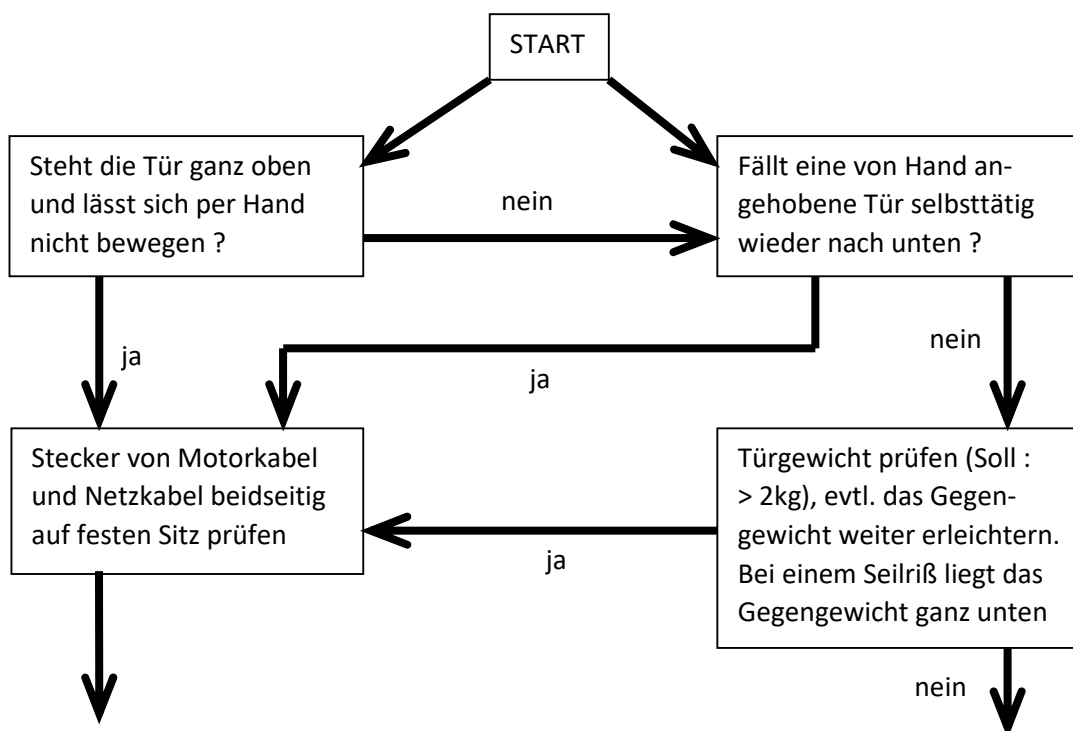 START
Steht die Tür ganz oben
und lässt sich per Hand
nicht bewegen ?
nein
Fällt eine von Hand an-
gehobene Tür selbsttätig
wieder nach unten ?
ja
ja
nein
Stecker von Motorkabel
und Netzkabel beidseitig
auf festen Sitz prüfen
ja
Türgewicht prüfen (Soll :
> 2kg), evtl. das Gegen-
gewicht weiter erleichtern.
Bei einem Seilriß liegt das
Gegengewicht ganz unten
nein